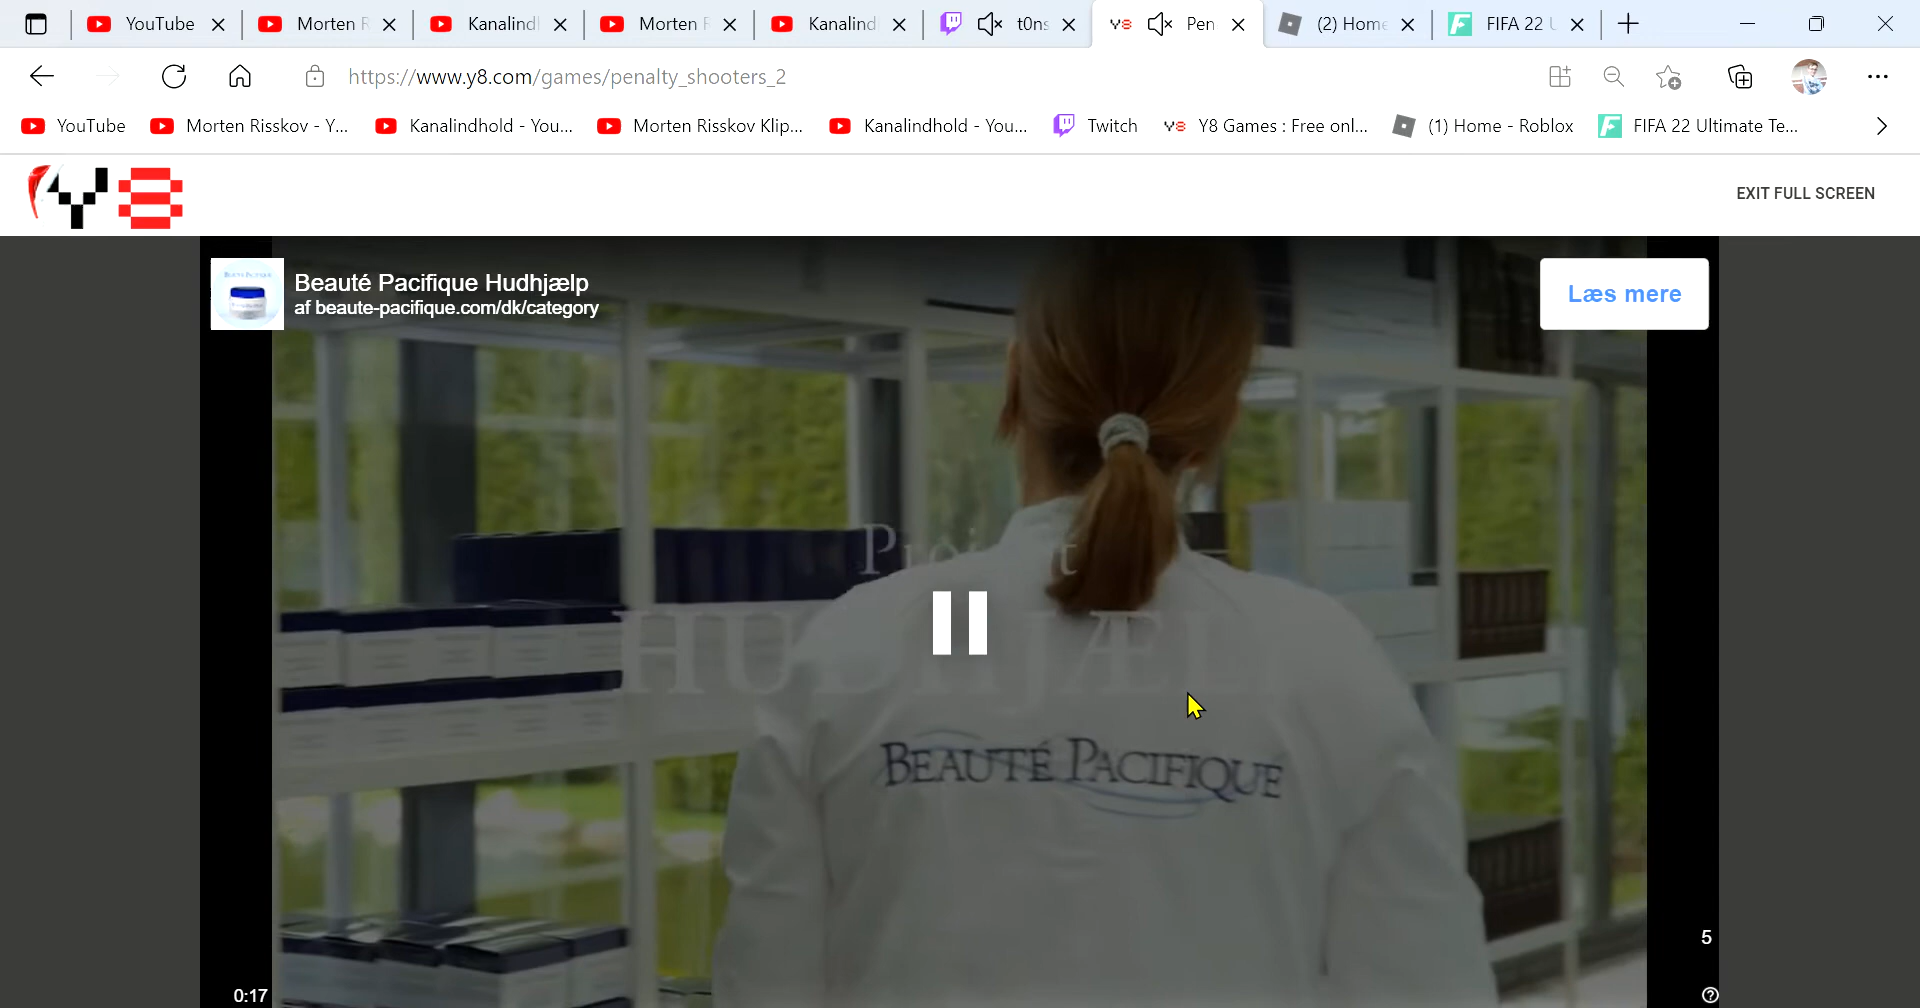 YouTube
Morten R
Kanalind
Morten R
Kanalind
t0ns
Pen
(2) Home
FIFA 22 U
https://www.y8.com/games/penalty_shooters_2
YouTube
Morten Risskov - Y...
Kanalindhold - You...
Morten Risskov Klip...
Kanalindhold - You...
Twitch
Y8 Games : Free onl...
(1) Home - Roblox
FIFA 22 Ultimate Te...
Y8
EXIT FULL SCREEN
Beauté Pacifique Hudhjælp
af beaute-pacifique.com/dk/category
Læs mere
Projekt
HUDHJÆLP
BEAUTÉ PACIFIQUE
5
0:17